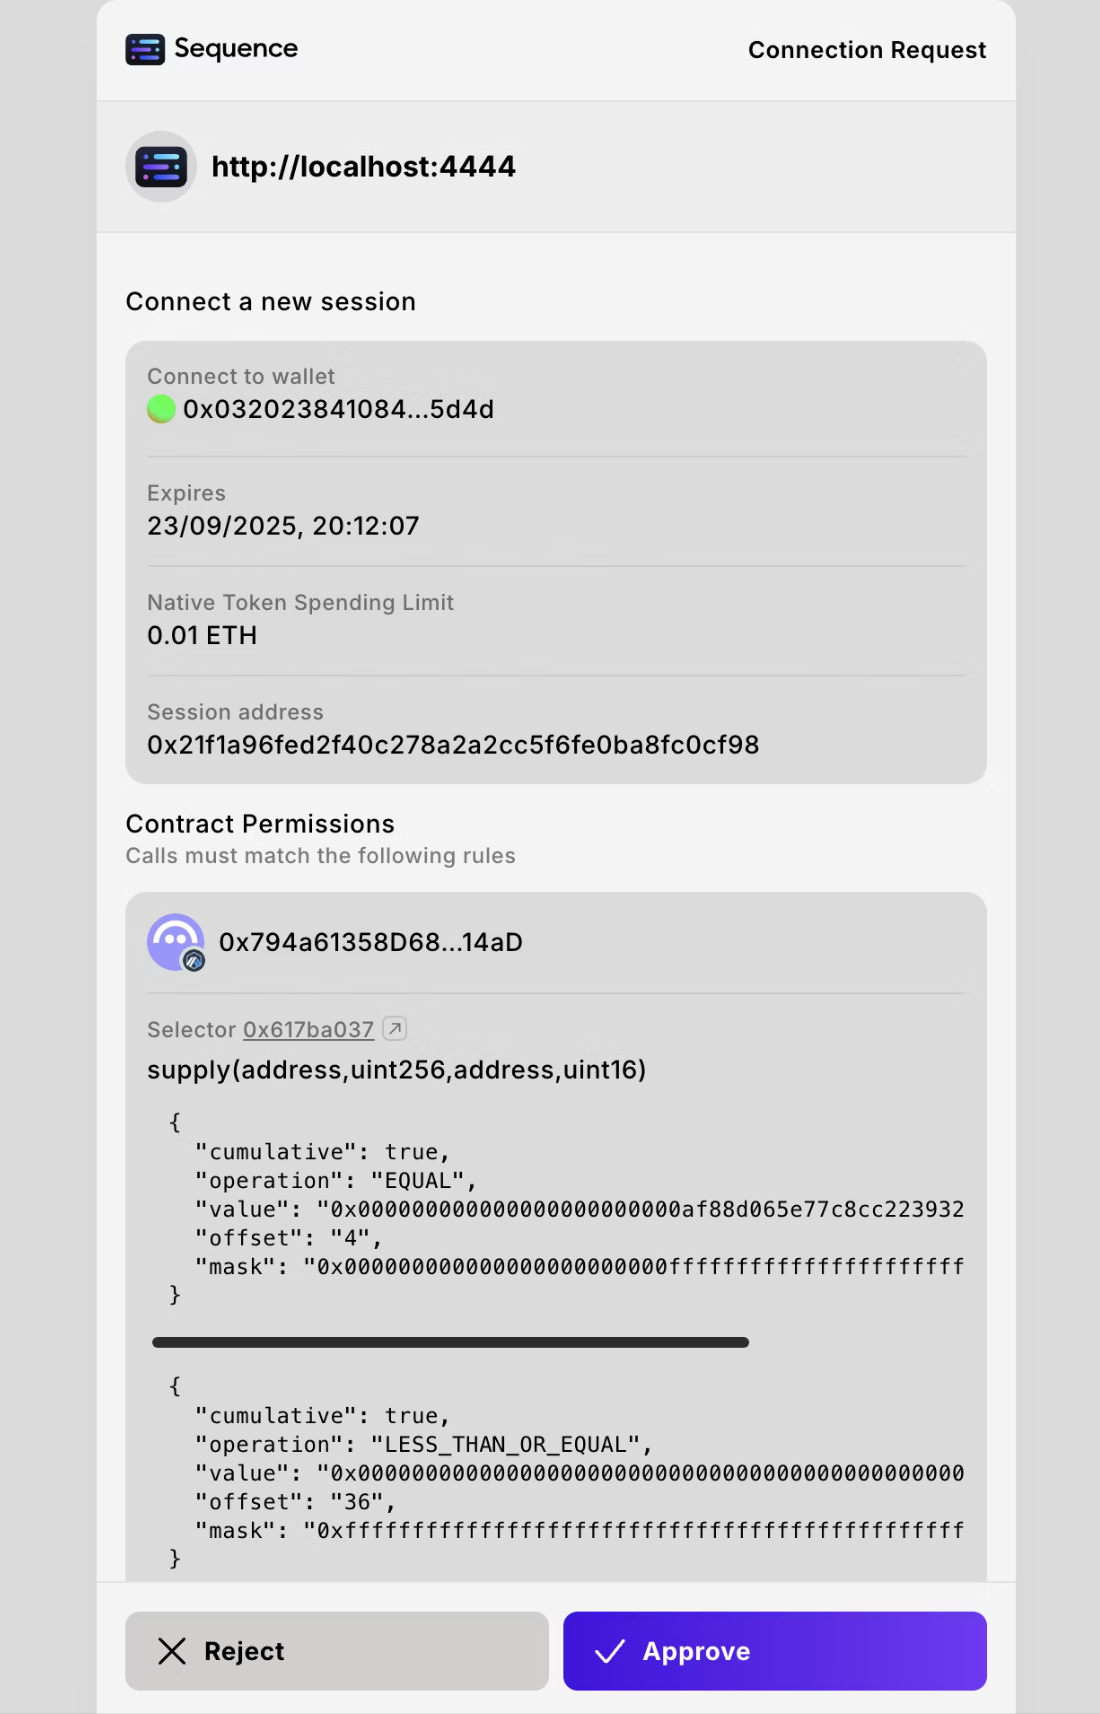 Sequence
Connection Request
http://localhost:4444
Connect a new session
Connect to wallet
0x032023841084...5d4d
Expires
23/09/2025, 20:12:07
Native Token Spending Limit
0.01 ETH
Session address
0x21f1a96fed2f40c278a2a2cc5f6fe0ba8fc0cf98
Contract Permissions
Calls must match the following rules
0x794a61358D68...14aD
Selector 0x617ba037
supply(address,uint256,address,uint16)
{
"cumulative": true,
"operation": "EQUAL",
"value": "0x000000000000000000000000af88d065e77c8cc223932
"offset": "4",
"mask": "0x000000000000000000000000ffffffffffffffffffffff
}
{
"cumulative": true,
"operation": "LESS_THAN_OR_EQUAL",
"value": "0x000000000000000000000000000000000000000000000
"offset": "36",
"mask": "0xffffffffffffffffffffffffffffffffffffffffffffff
}
Reject
Approve